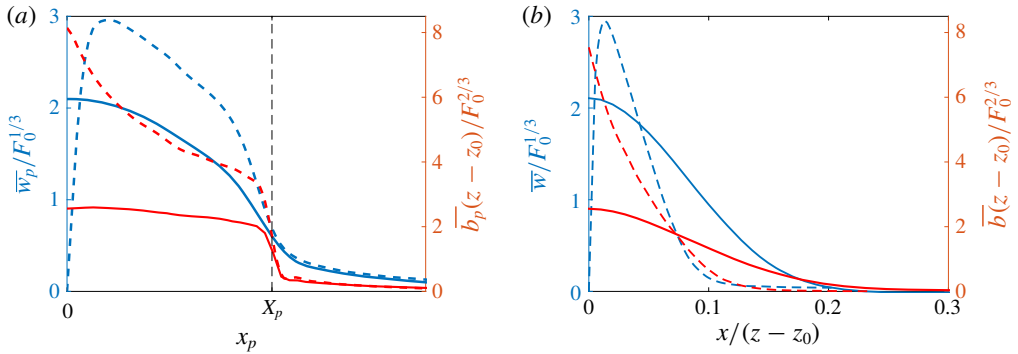 (a)
3
2
1
0
w̅_p/F_0^{1/3}
8
6
4
2
0
b̅_p(z − z_0)/F_0^{2/3}
0
X_p
x_p
(b)
3
2
1
0
w̅/F_0^{1/3}
8
6
4
2
0
b̅(z − z_0)/F_0^{2/3}
0 0.1 0.2 0.3
x/(z − z_0)